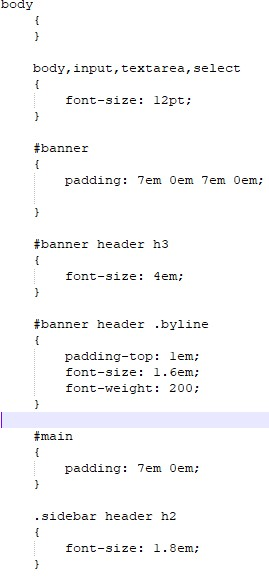 body
{
}
body,input,textarea,select
{
font-size: 12pt;
}
#banner
{
padding: 7em 0em 7em 0em;
}
#banner header h3
{
font-size: 4em;
}
#banner header .byline
{
padding-top: 1em;
font-size: 1.6em;
font-weight: 200;
}
#main
{
padding: 7em 0em;
}
.sidebar header h2
{
font-size: 1.8em;
}